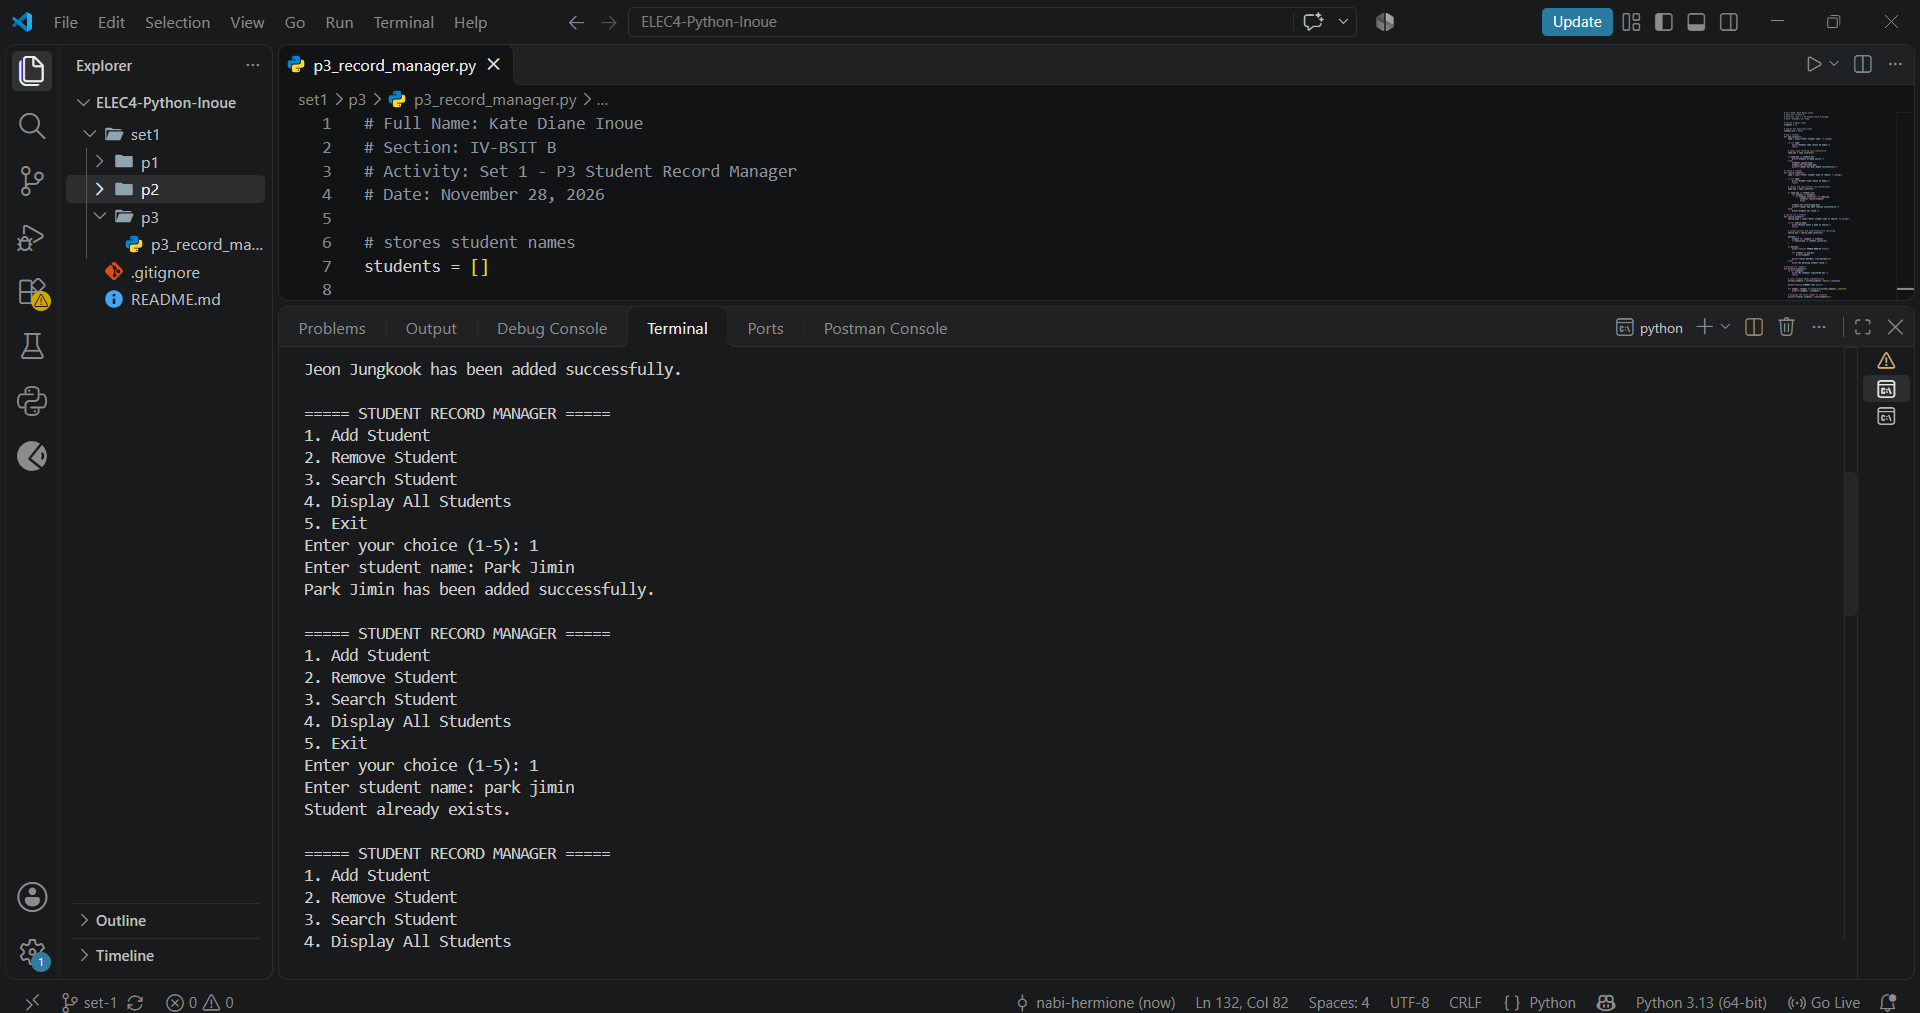 File Edit Selection View Go Run Terminal Help
ELEC4-Python-Inoue
Update
Explorer
ELEC4-Python-Inoue
set1
p1
p2
p3
p3_record_ma...
.gitignore
README.md
Outline
Timeline
p3_record_manager.py
set1 > p3 > p3_record_manager.py > ...
1 # Full Name: Kate Diane Inoue
2 # Section: IV-BSIT B
3 # Activity: Set 1 - P3 Student Record Manager
4 # Date: November 28, 2026
5
6 # stores student names
7 students = []
8
Problems Output Debug Console Terminal Ports Postman Console
python
Jeon Jungkook has been added successfully.
===== STUDENT RECORD MANAGER =====
1. Add Student
2. Remove Student
3. Search Student
4. Display All Students
5. Exit
Enter your choice (1-5): 1
Enter student name: Park Jimin
Park Jimin has been added successfully.
===== STUDENT RECORD MANAGER =====
1. Add Student
2. Remove Student
3. Search Student
4. Display All Students
5. Exit
Enter your choice (1-5): 1
Enter student name: park jimin
Student already exists.
===== STUDENT RECORD MANAGER =====
1. Add Student
2. Remove Student
3. Search Student
4. Display All Students
1
set-1 0 0 nabi-hermione (now) Ln 132, Col 82 Spaces: 4 UTF-8 CRLF { } Python Python 3.13 (64-bit) Go Live